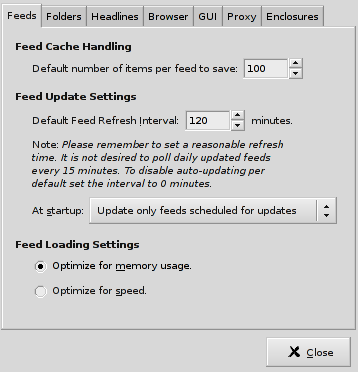 Feeds Folders Headlines Browser GUI Proxy Enclosures
Feed Cache Handling
Default number of items per feed to save: 100
Feed Update Settings
Default Feed Refresh Interval: 120 minutes.
Note: Please remember to set a reasonable refresh
time. It is not desired to poll daily updated feeds
every 15 minutes. To disable auto-updating per
default set the interval to 0 minutes.
At startup: Update only feeds scheduled for updates
Feed Loading Settings
Optimize for memory usage.
Optimize for speed.
Close